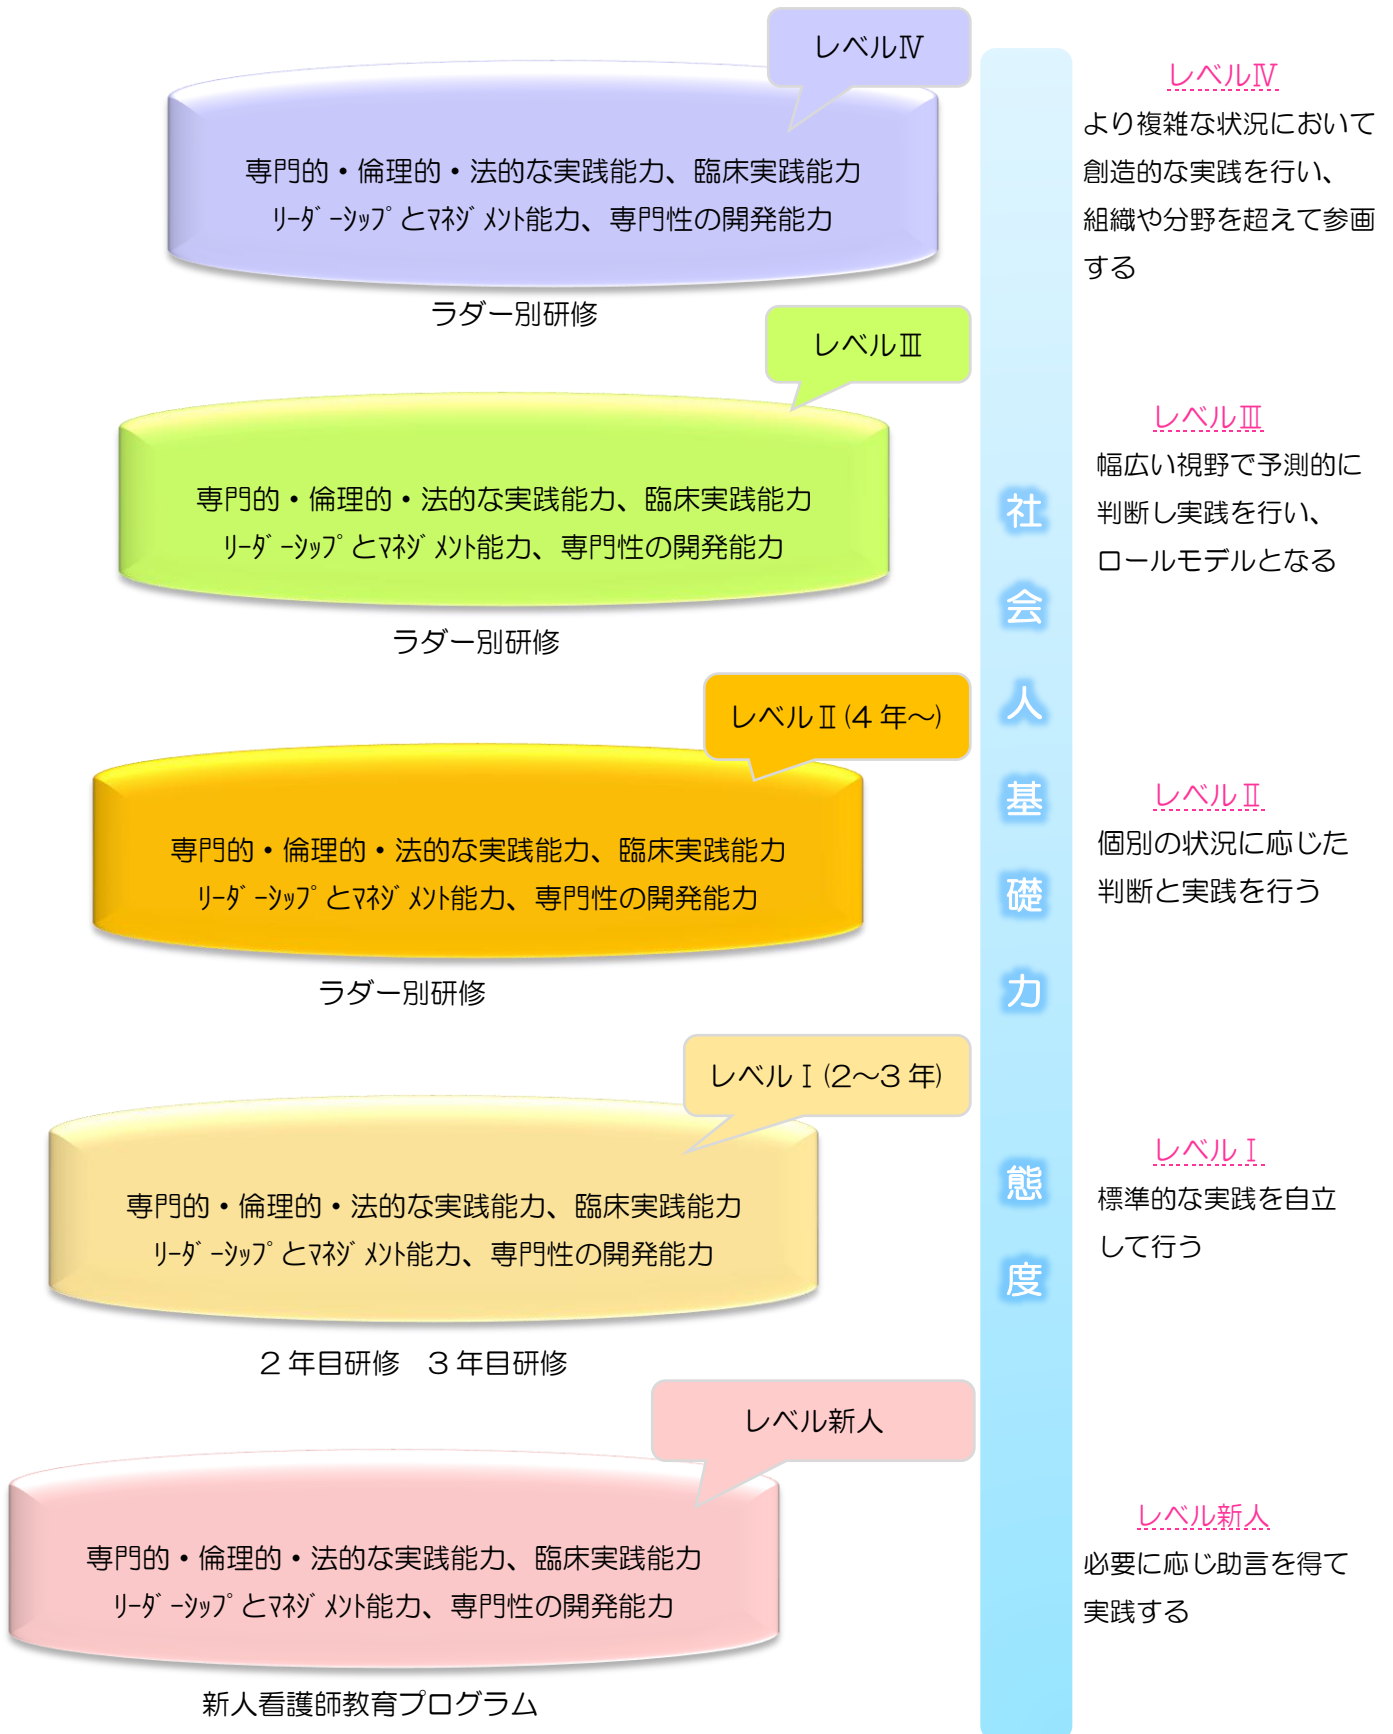 レベルⅣ
専門的・倫理的・法的な実践能力、臨床実践能力
ﾘｰﾀﾞｰｼｯﾌﾟとﾏﾈｼﾞﾒﾝﾄ能力、専門性の開発能力
ラダー別研修
レベルⅢ
専門的・倫理的・法的な実践能力、臨床実践能力
ﾘｰﾀﾞｰｼｯﾌﾟとﾏﾈｼﾞﾒﾝﾄ能力、専門性の開発能力
ラダー別研修
レベルⅡ(4年～)
専門的・倫理的・法的な実践能力、臨床実践能力
ﾘｰﾀﾞｰｼｯﾌﾟとﾏﾈｼﾞﾒﾝﾄ能力、専門性の開発能力
ラダー別研修
レベルⅠ(2～3年)
専門的・倫理的・法的な実践能力、臨床実践能力
ﾘｰﾀﾞｰｼｯﾌﾟとﾏﾈｼﾞﾒﾝﾄ能力、専門性の開発能力
２年目研修　３年目研修
レベル新人
専門的・倫理的・法的な実践能力、臨床実践能力
ﾘｰﾀﾞｰｼｯﾌﾟとﾏﾈｼﾞﾒﾝﾄ能力、専門性の開発能力
新人看護師教育プログラム
社会人基礎力　態度
レベルⅣ
より複雑な状況において
創造的な実践を行い、
組織や分野を超えて参画
する
レベルⅢ
幅広い視野で予測的に
判断し実践を行い、
ロールモデルとなる
レベルⅡ
個別の状況に応じた
判断と実践を行う
レベルⅠ
標準的な実践を自立
して行う
レベル新人
必要に応じ助言を得て
実践する